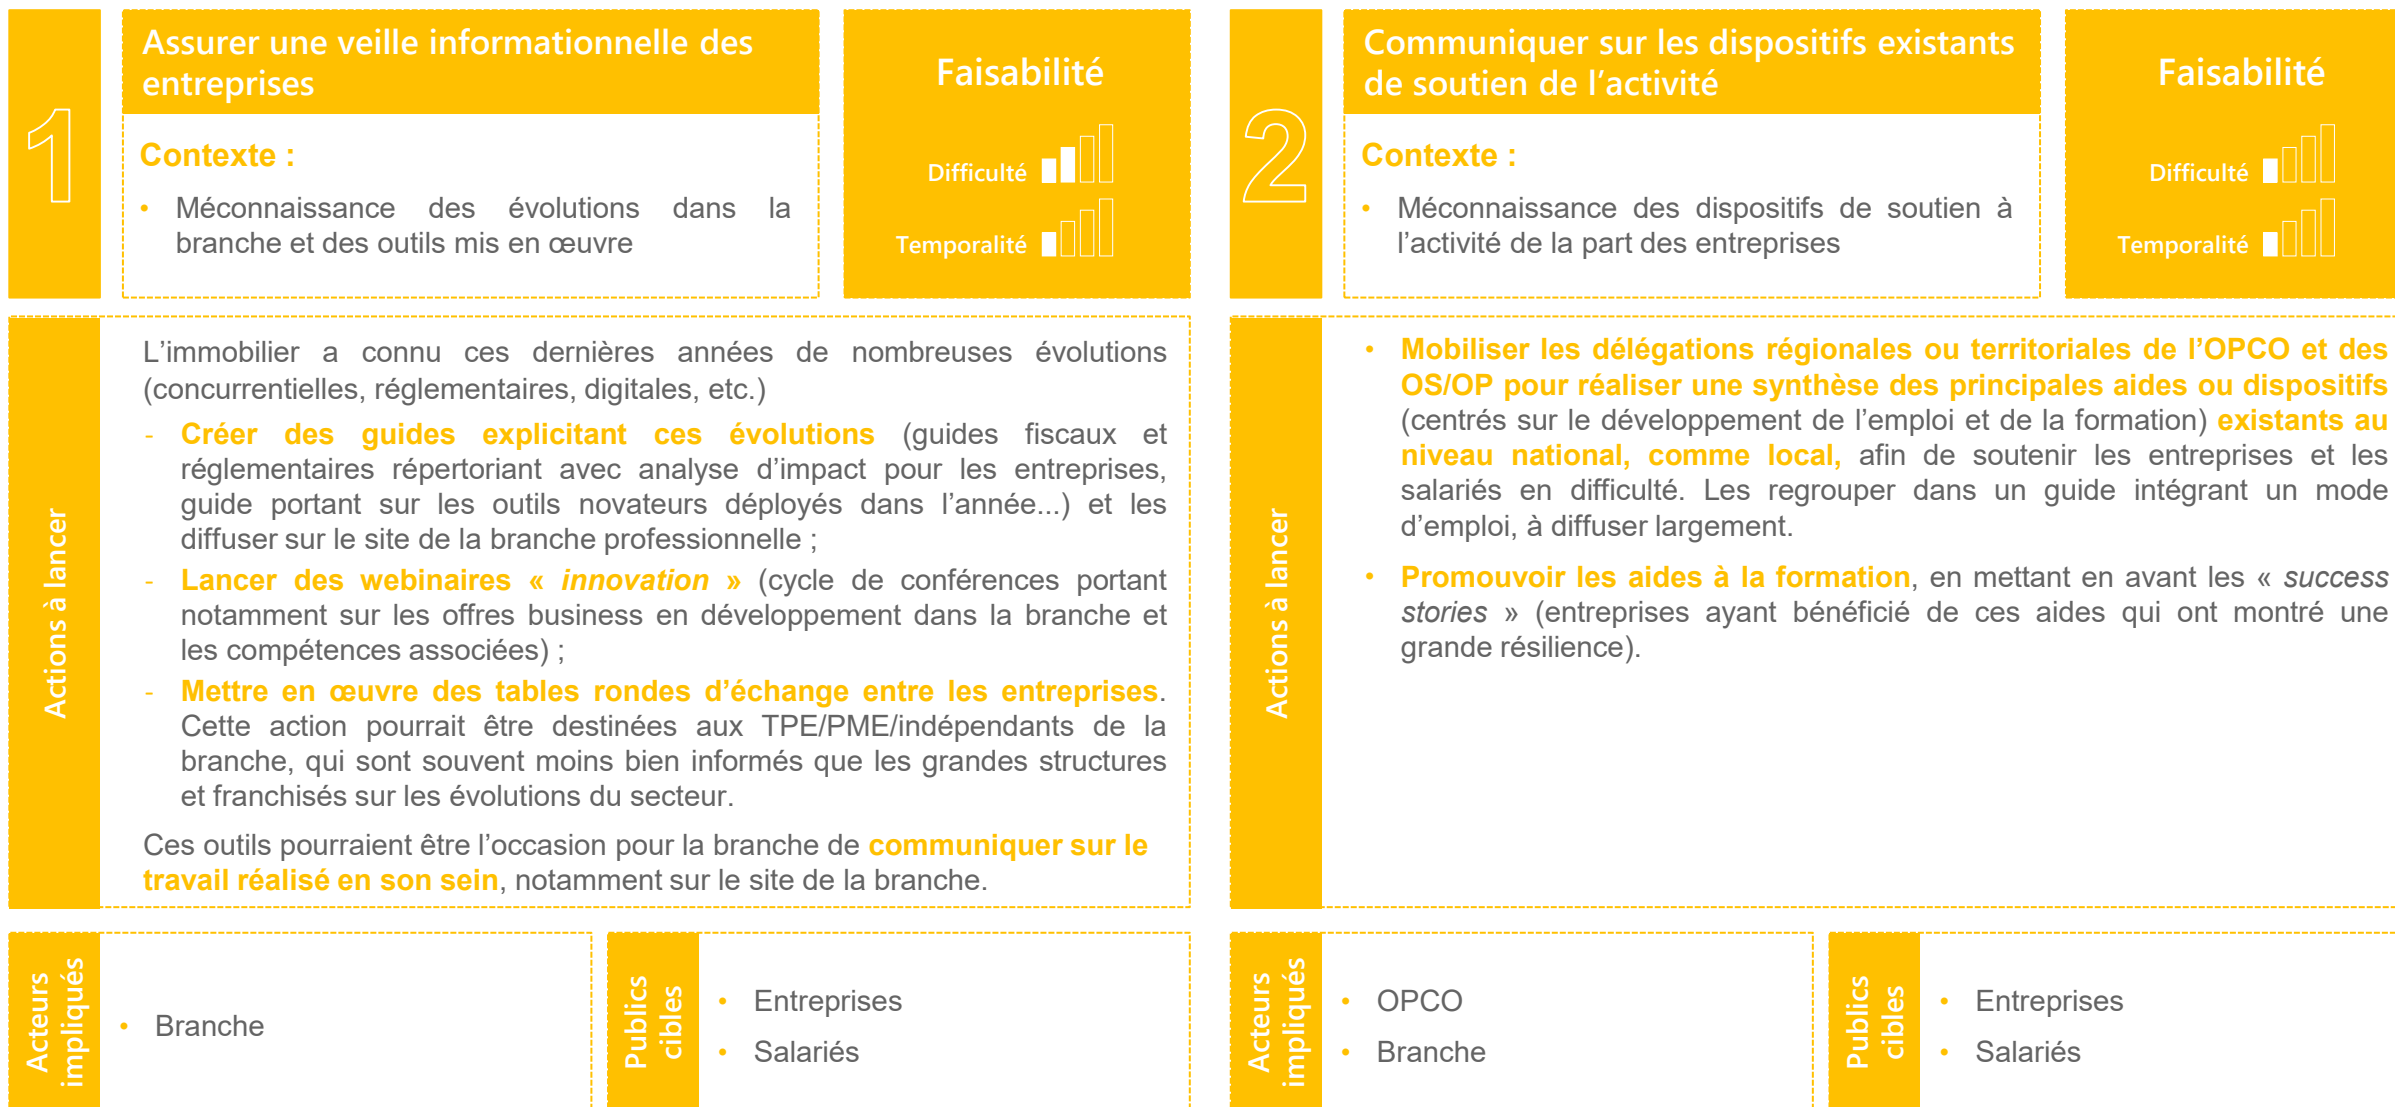 1
Assurer une veille informationnelle des
entreprises
Contexte :
• Méconnaissance des évolutions dans la
branche et des outils mis en œuvre
Faisabilité
Difficulté
Temporalité
Actions à lancer
L’immobilier a connu ces dernières années de nombreuses évolutions
(concurrentielles, réglementaires, digitales, etc.)
- Créer des guides explicitant ces évolutions (guides fiscaux et
réglementaires répertoriant avec analyse d’impact pour les entreprises,
guide portant sur les outils novateurs déployés dans l’année...) et les
diffuser sur le site de la branche professionnelle ;
- Lancer des webinaires « innovation » (cycle de conférences portant
notamment sur les offres business en développement dans la branche et
les compétences associées) ;
- Mettre en œuvre des tables rondes d’échange entre les entreprises.
Cette action pourrait être destinées aux TPE/PME/indépendants de la
branche, qui sont souvent moins bien informés que les grandes structures
et franchisés sur les évolutions du secteur.
Ces outils pourraient être l’occasion pour la branche de communiquer sur le
travail réalisé en son sein, notamment sur le site de la branche.
Acteurs
impliqués
• Branche
Publics
cibles
• Entreprises
• Salariés
2
Communiquer sur les dispositifs existants
de soutien de l’activité
Contexte :
• Méconnaissance des dispositifs de soutien à
l’activité de la part des entreprises
Faisabilité
Difficulté
Temporalité
Actions à lancer
• Mobiliser les délégations régionales ou territoriales de l’OPCO et des
OS/OP pour réaliser une synthèse des principales aides ou dispositifs
(centrés sur le développement de l’emploi et de la formation) existants au
niveau national, comme local, afin de soutenir les entreprises et les
salariés en difficulté. Les regrouper dans un guide intégrant un mode
d’emploi, à diffuser largement.
• Promouvoir les aides à la formation, en mettant en avant les « success
stories » (entreprises ayant bénéficié de ces aides qui ont montré une
grande résilience).
Acteurs
impliqués
• OPCO
• Branche
Publics
cibles
• Entreprises
• Salariés